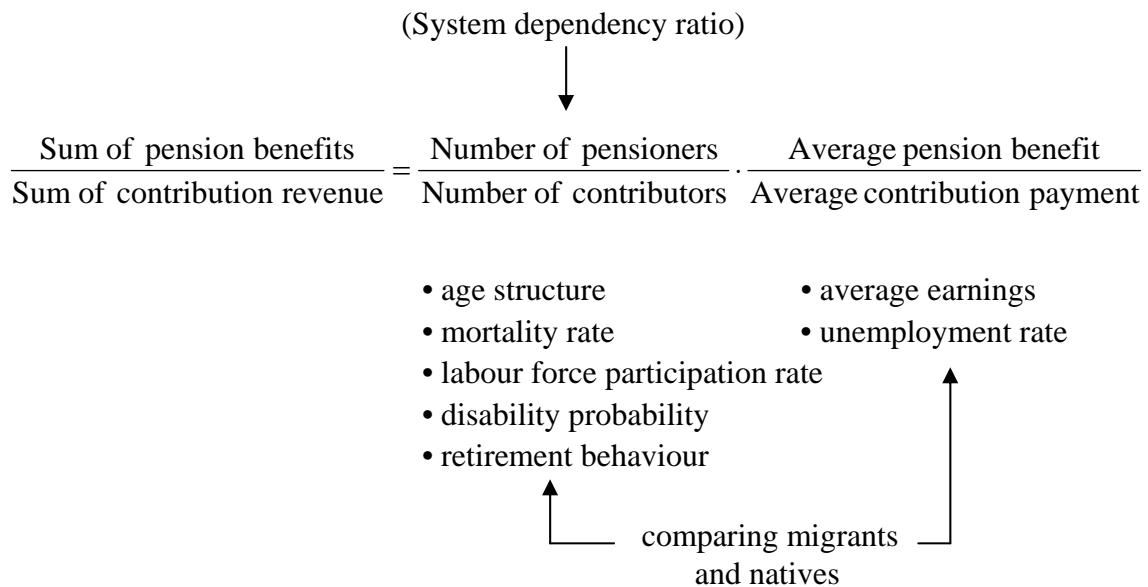 (System dependency ratio)
Sum of pension benefits / Sum of contribution revenue = Number of pensioners / Number of contributors · Average pension benefit / Average contribution payment
• age structure
• mortality rate
• labour force participation rate
• disability probability
• retirement behaviour
• average earnings
• unemployment rate
comparing migrants
and natives